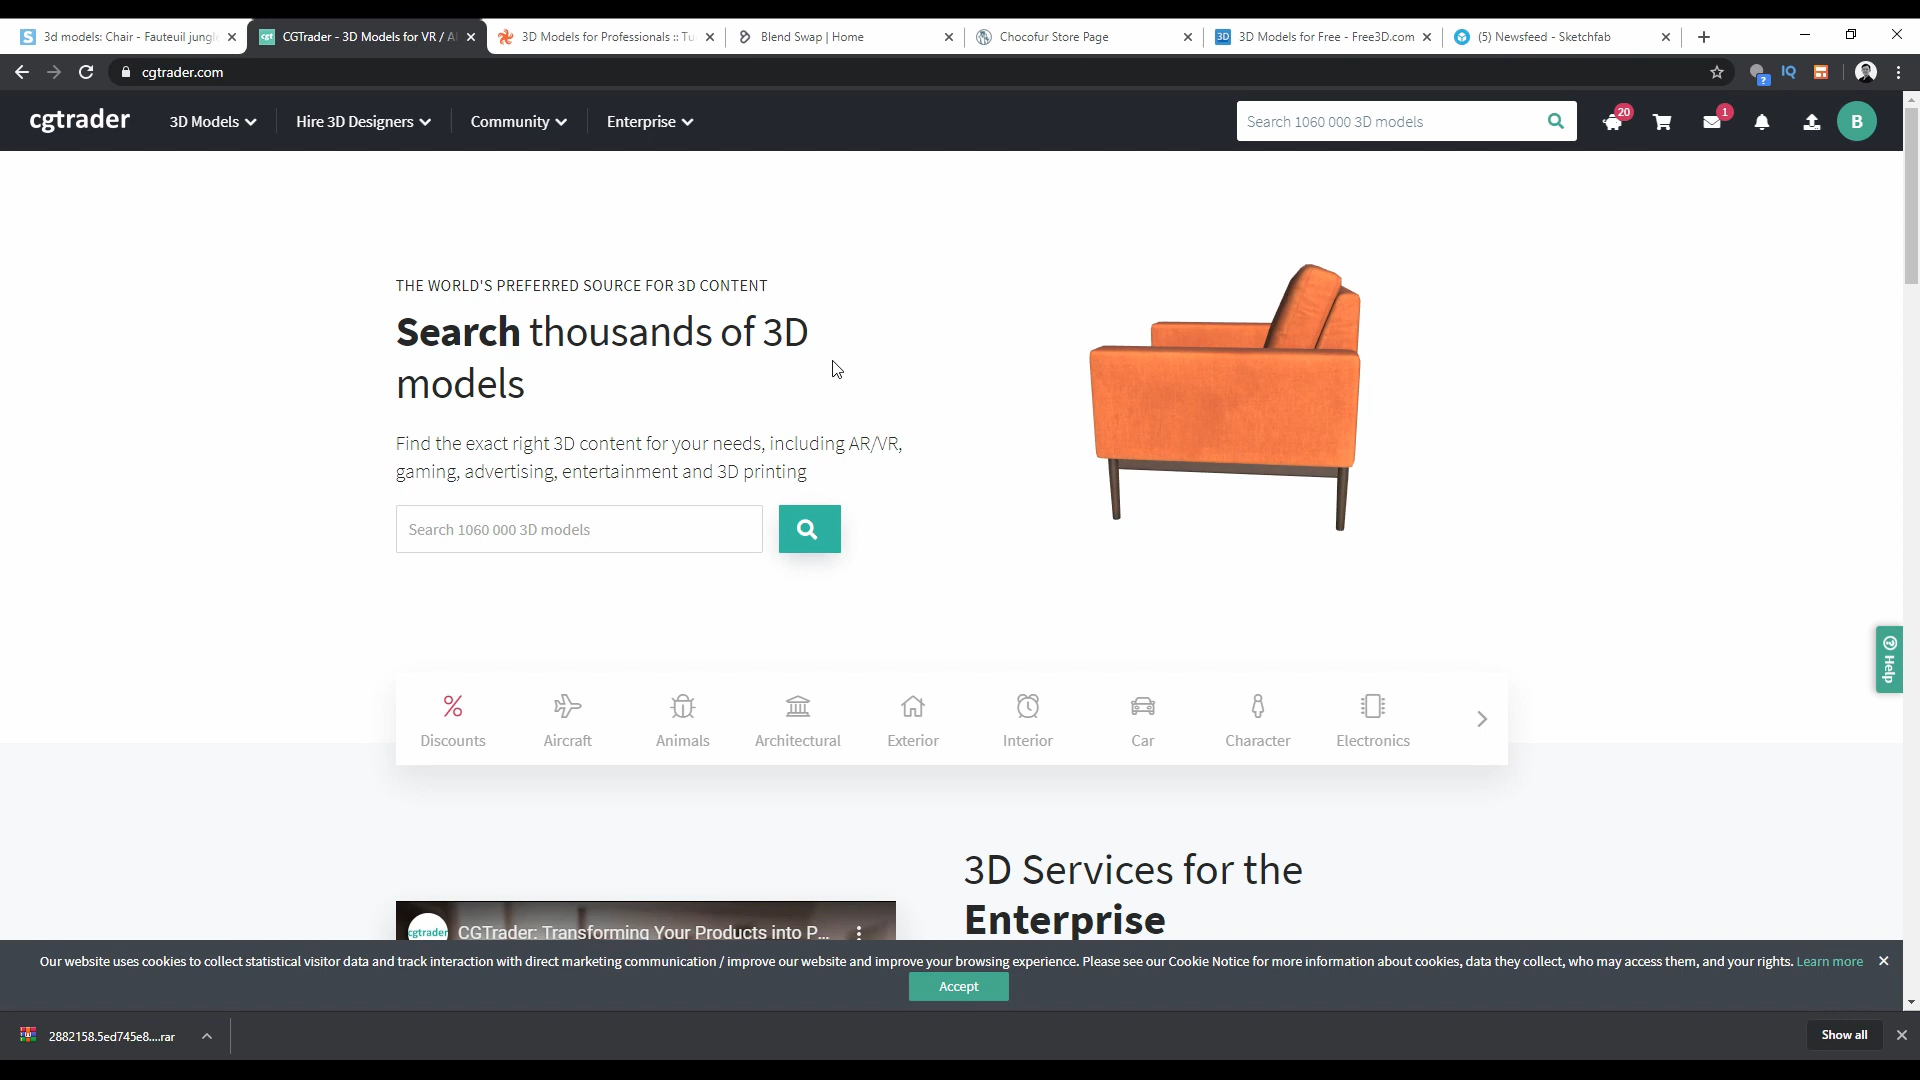 3d models: Chair - Fauteuil jungl
CGTrader - 3D Models for VR / A
3D Models for Professionals :: Tu
Blend Swap | Home
Chocofur Store Page
3D Models for Free - Free3D.com
(5) Newsfeed - Sketchfab
cgtrader.com
cgtrader
3D Models
Hire 3D Designers
Community
Enterprise
Search 1060 000 3D models
20
1
B
THE WORLD'S PREFERRED SOURCE FOR 3D CONTENT
Search thousands of 3D
models
Find the exact right 3D content for your needs, including AR/VR,
gaming, advertising, entertainment and 3D printing
Search 1060 000 3D models
Help
Discounts
Aircraft
Animals
Architectural
Exterior
Interior
Car
Character
Electronics
3D Services for the
Enterprise
cgtrader
CGTrader: Transforming Your Products into P...
Our website uses cookies to collect statistical visitor data and track interaction with direct marketing communication / improve our website and improve your browsing experience. Please see our Cookie Notice for more information about cookies, data they collect, who may access them, and your rights. Learn more
Accept
2882158.5ed745e8....rar
Show all